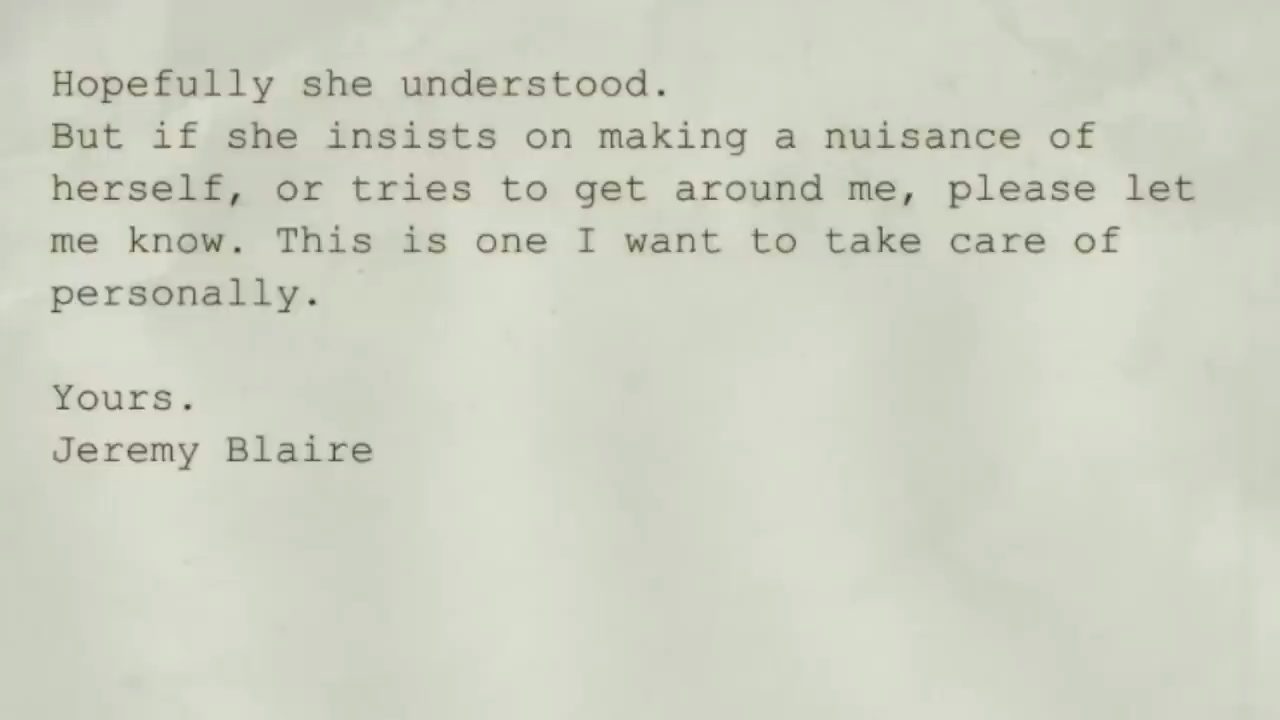 Hopefully she understood.
But if she insists on making a nuisance of
herself, or tries to get around me, please let
me know. This is one I want to take care of
personally.
Yours.
Jeremy Blaire